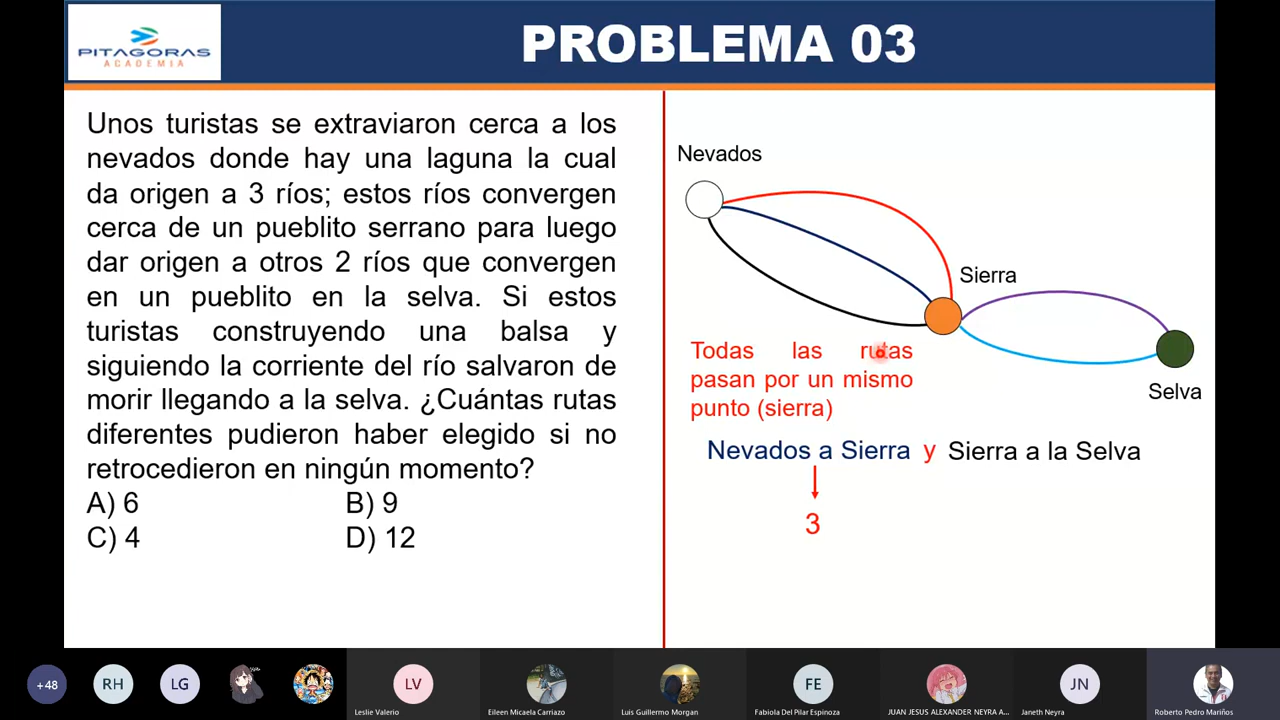 PITAGORAS
ACADEMIA
PROBLEMA 03
Unos turistas se extraviaron cerca a los
nevados donde hay una laguna la cual
da origen a 3 ríos; estos ríos convergen
cerca de un pueblito serrano para luego
dar origen a otros 2 ríos que convergen
en un pueblito en la selva. Si estos
turistas construyendo una balsa y
siguiendo la corriente del río salvaron de
morir llegando a la selva. ¿Cuántas rutas
diferentes pudieron haber elegido si no
retrocedieron en ningún momento?
A) 6 B) 9
C) 4 D) 12
Nevados
Sierra
Selva
Todas las rutas
pasan por un mismo
punto (sierra)
Nevados a Sierra y Sierra a la Selva
3
+48
RH
LG
LV
Leslie Valerio
Eileen Micaela Carriazo
Luis Guillermo Morgan
FE
Fabiola Del Pilar Espinoza
JUAN JESUS ALEXANDER NEYRA A...
JN
Janeth Neyra
Roberto Pedro Mariños